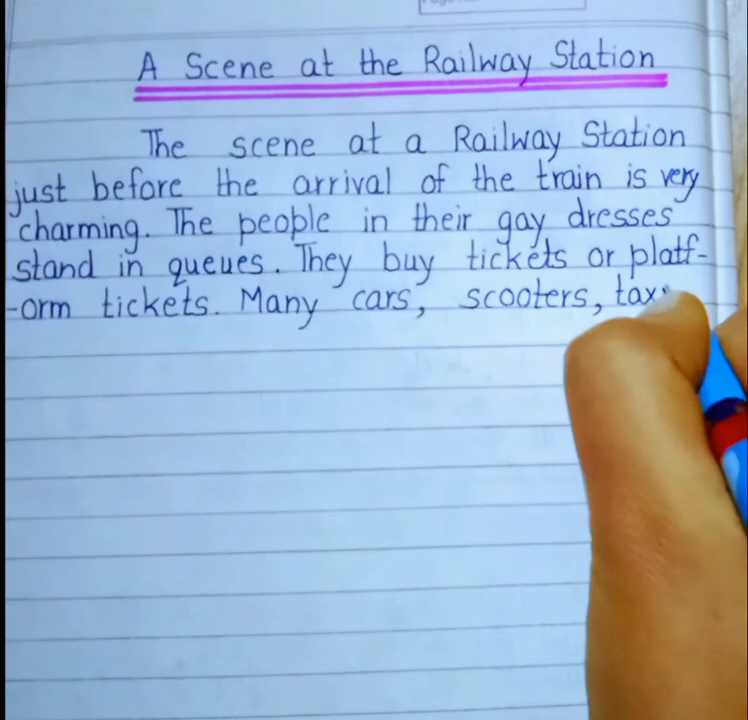 A Scene at the Railway Station
The scene at a Railway Station
just before the arrival of the train is very
charming. The people in their gay dresses
stand in queues. They buy tickets or platf-
-orm tickets. Many cars, scooters,